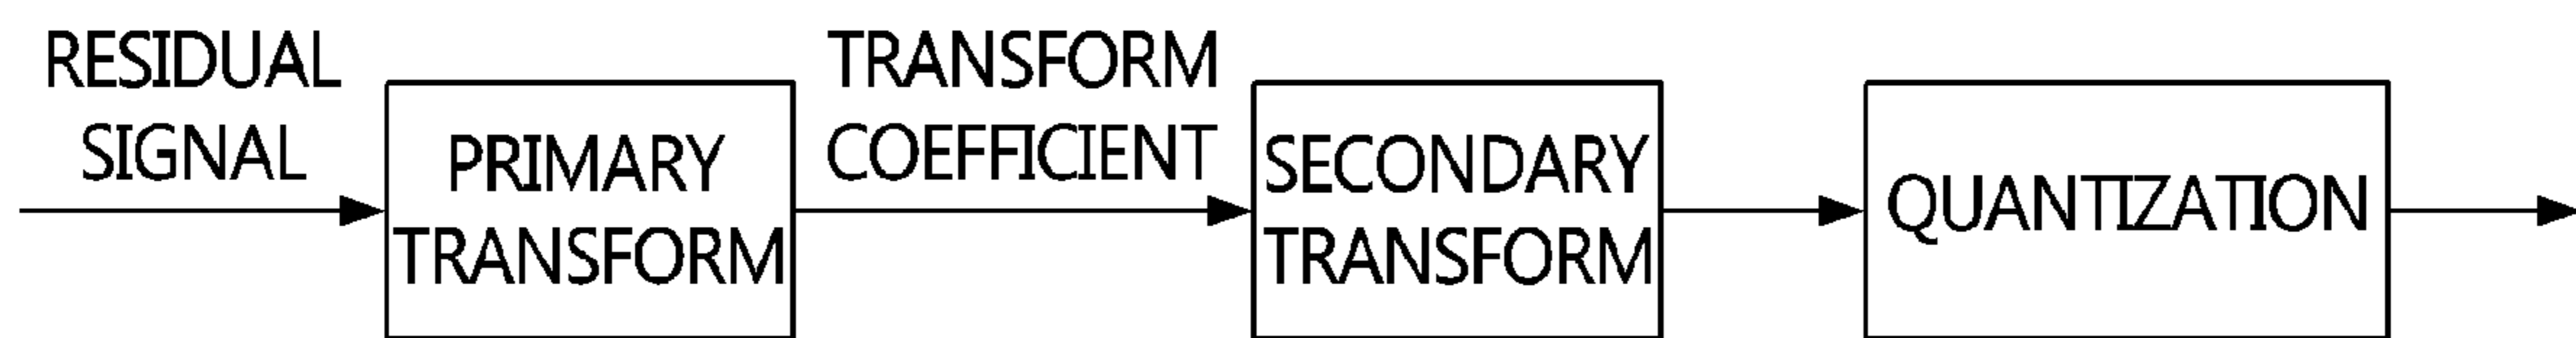 RESIDUAL
SIGNAL
PRIMARY
TRANSFORM
TRANSFORM
COEFFICIENT
SECONDARY
TRANSFORM
QUANTIZATION